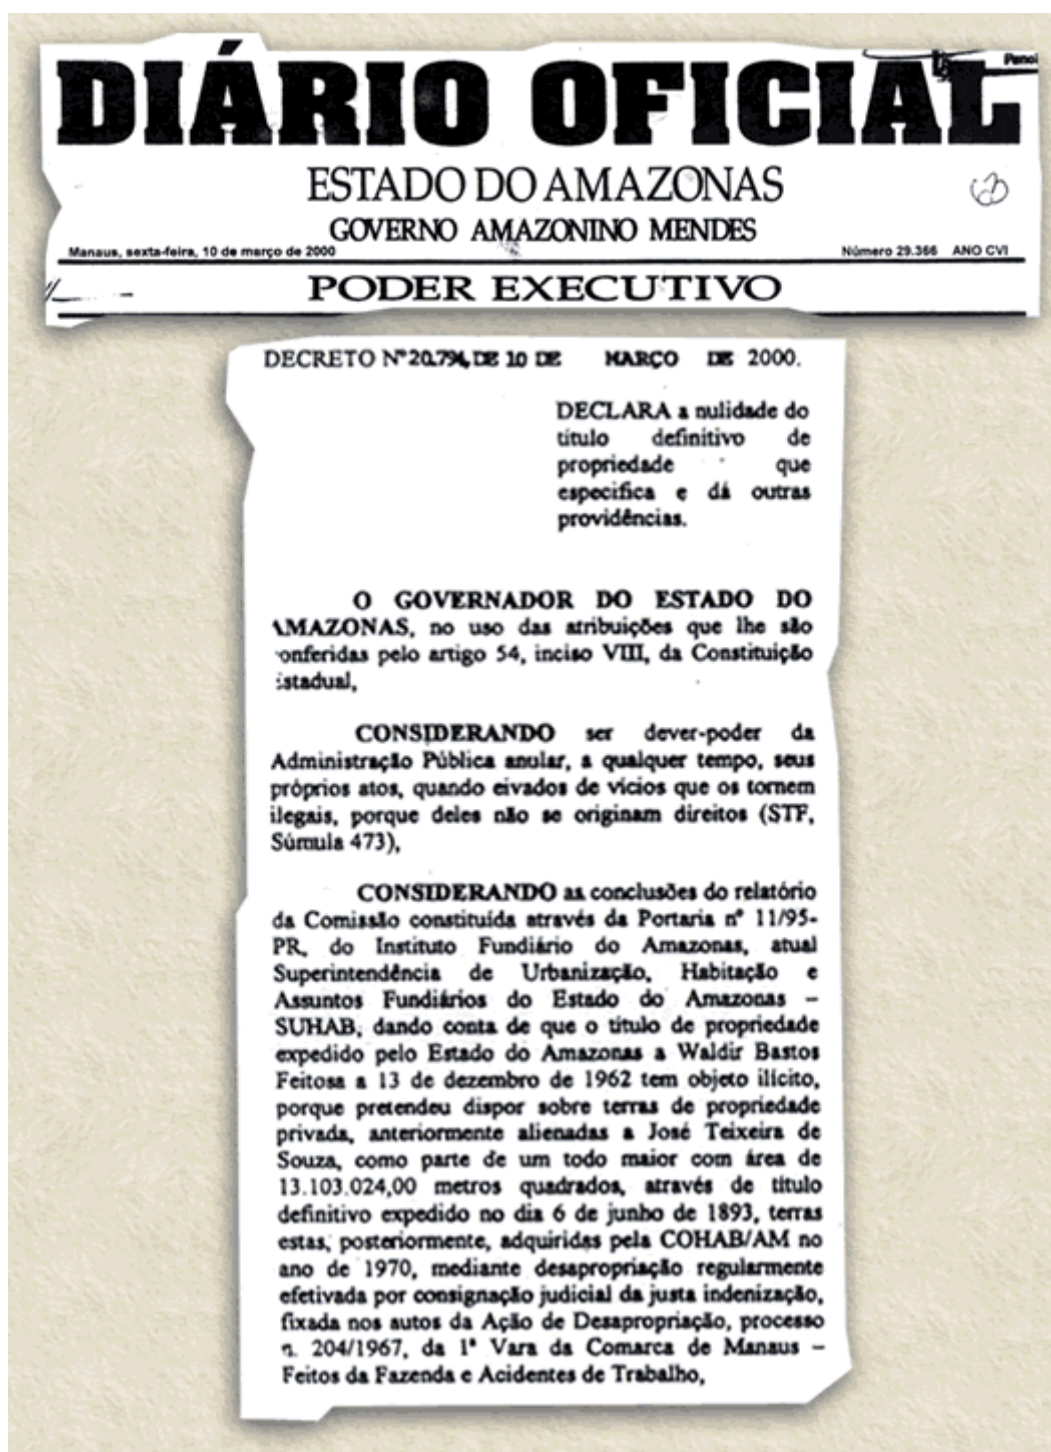 DIÁRIO OFICIAL
ESTADO DO AMAZONAS
GOVERNO AMAZONINO MENDES
Manaus, sexta-feira, 10 de março de 2000 Número 29.366 ANO CVI
PODER EXECUTIVO
DECRETO Nº 20.794, DE 10 DE MARÇO DE 2000.
DECLARA a nulidade do
título definitivo de
propriedade que
especifica e dá outras
providências.
O GOVERNADOR DO ESTADO DO
AMAZONAS, no uso das atribuições que lhe são
onferidas pelo artigo 54, inciso VIII, da Constituição
stadual,
CONSIDERANDO ser dever-poder da
Administração Pública anular, a qualquer tempo, seus
próprios atos, quando eivados de vícios que os tornem
ilegais, porque deles não se originam direitos (STF,
Súmula 473),
CONSIDERANDO as conclusões do relatório
da Comissão constituída através da Portaria nº 11/95-
PR, do Instituto Fundiário do Amazonas, atual
Superintendência de Urbanização, Habitação e
Assuntos Fundiários do Estado do Amazonas –
SUHAB, dando conta de que o título de propriedade
expedido pelo Estado do Amazonas a Waldir Bastos
Feitosa a 13 de dezembro de 1962 tem objeto ilícito,
porque pretendeu dispor sobre terras de propriedade
privada, anteriormente alienadas a José Teixeira de
Souza, como parte de um todo maior com área de
13.103.024,00 metros quadrados, através de título
definitivo expedido no dia 6 de junho de 1893, terras
estas, posteriormente, adquiridas pela COHAB/AM no
ano de 1970, mediante desapropriação regularmente
efetivada por consignação judicial da justa indenização,
fixada nos autos da Ação de Desapropriação, processo
n. 204/1967, da 1ª Vara da Comarca de Manaus –
Feitos da Fazenda e Acidentes de Trabalho,